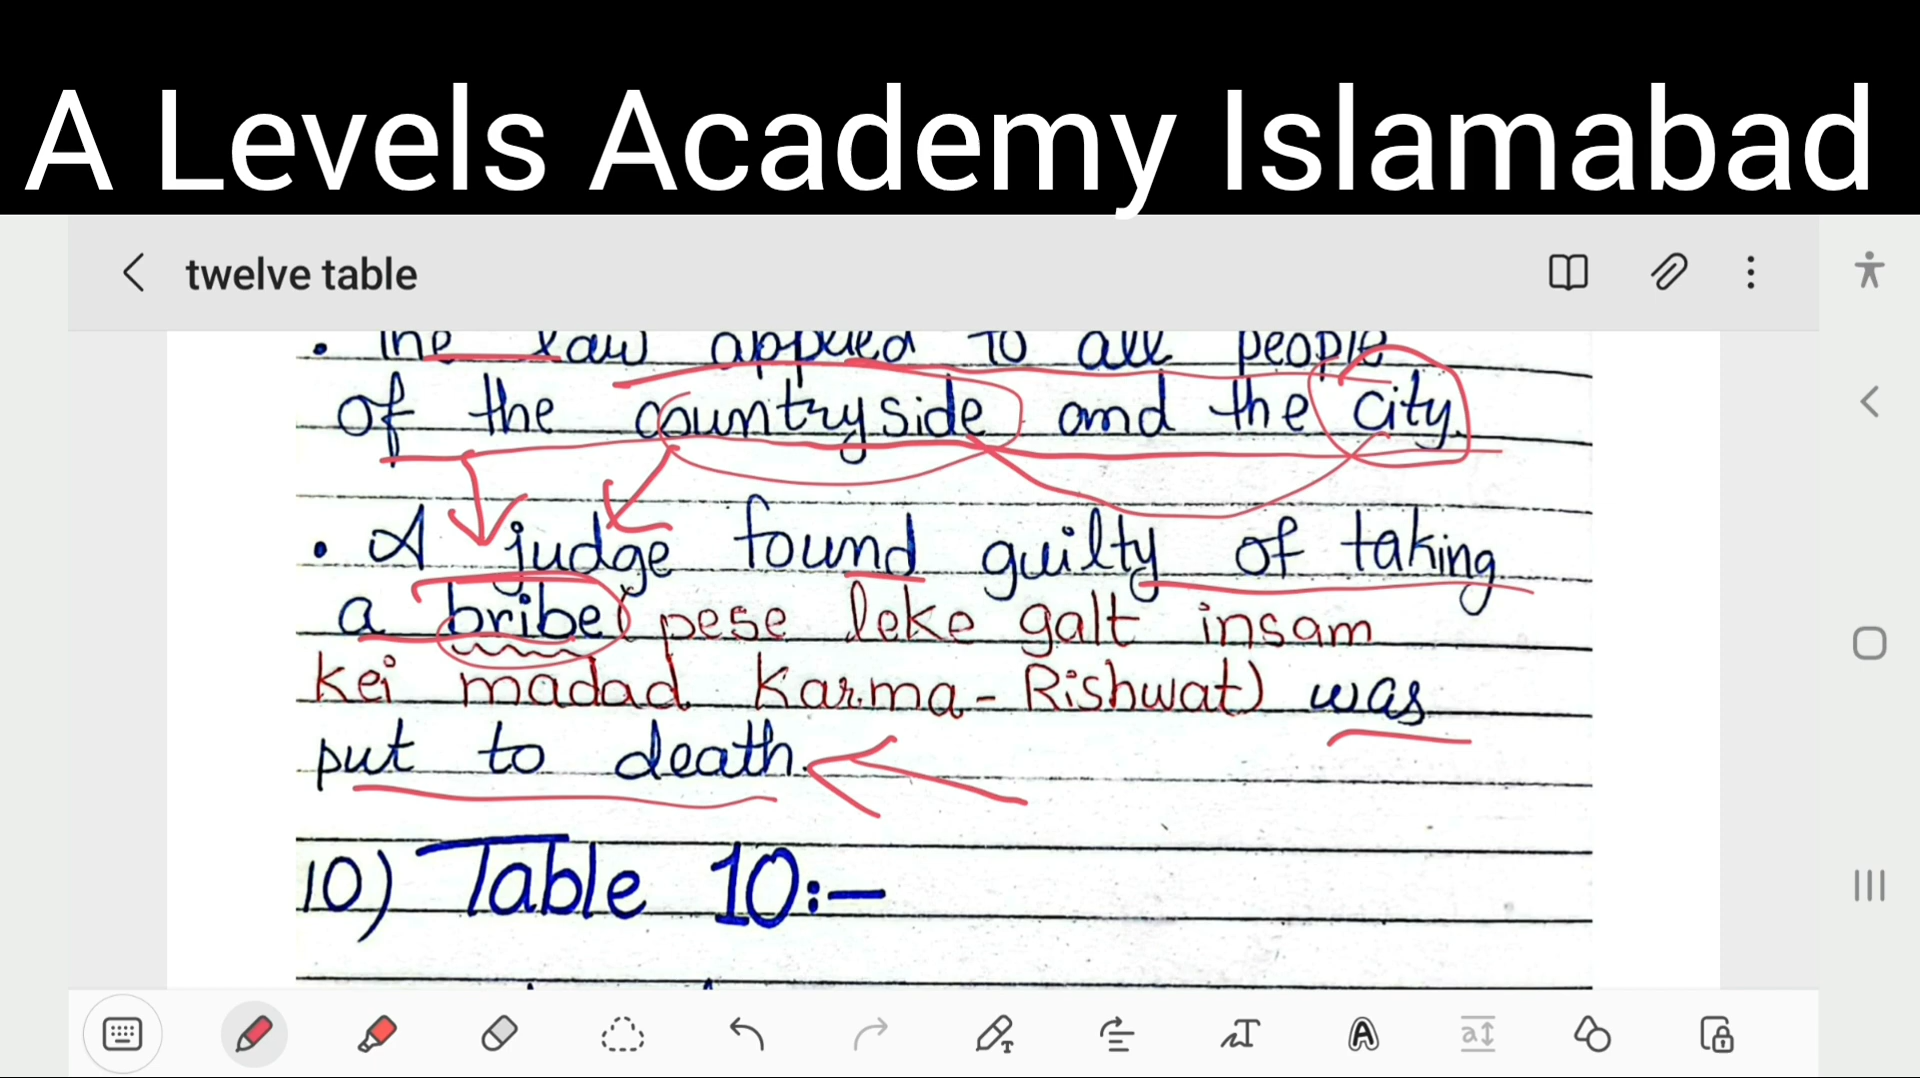 A Levels Academy Islamabad
twelve table
• The law applied to all people
of the countryside and the city.
• A judge found guilty of taking
a bribe( pese leke galt insam
kei madad karma - Rishwat) was
put to death.
10) Table 10:-